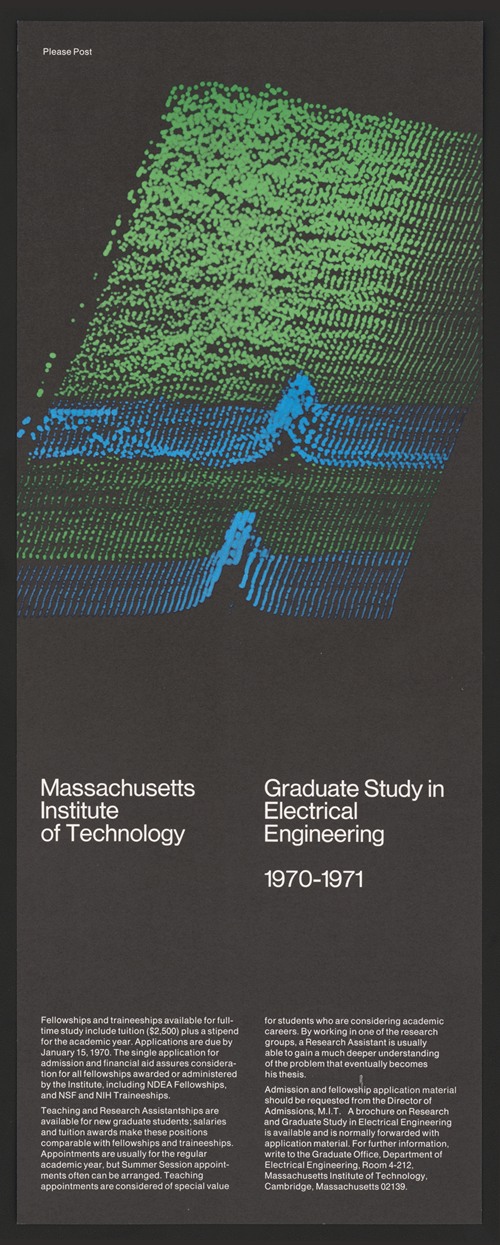 Please Post
Massachusetts
Institute
of Technology
Graduate Study in
Electrical
Engineering
1970-1971
Fellowships and traineeships available for full-
time study include tuition ($2,500) plus a stipend
for the academic year. Applications are due by
January 15, 1970. The single application for
admission and financial aid assures considera-
tion for all fellowships awarded or administered
by the Institute, including NDEA Fellowships,
and NSF and NIH Traineeships.
Teaching and Research Assistantships are
available for new graduate students; salaries
and tuition awards make these positions
comparable with fellowships and traineeships.
Appointments are usually for the regular
academic year, but Summer Session appoint-
ments often can be arranged. Teaching
appointments are considered of special value
for students who are considering academic
careers. By working in one of the research
groups, a Research Assistant is usually
able to gain a much deeper understanding
of the problem that eventually becomes
his thesis.
Admission and fellowship application material
should be requested from the Director of
Admissions, M.I.T. A brochure on Research
and Graduate Study in Electrical Engineering
is available and is normally forwarded with
application material. For further information,
write to the Graduate Office, Department of
Electrical Engineering, Room 4-212,
Massachusetts Institute of Technology,
Cambridge, Massachusetts 02139.